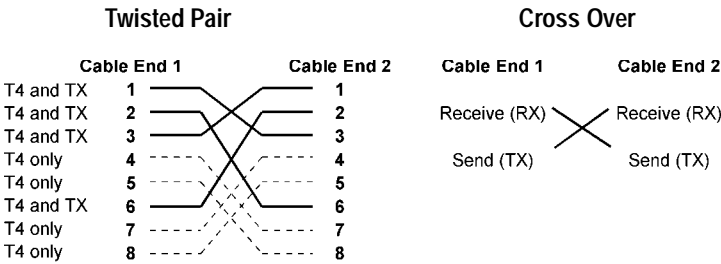 Twisted Pair
Cable End 1 Cable End 2
T4 and TX 1 1
T4 and TX 2 2
T4 and TX 3 3
T4 only 4 4
T4 only 5 5
T4 and TX 6 6
T4 only 7 7
T4 only 8 8
Cross Over
Cable End 1 Cable End 2
Receive (RX) Receive (RX)
Send (TX) Send (TX)